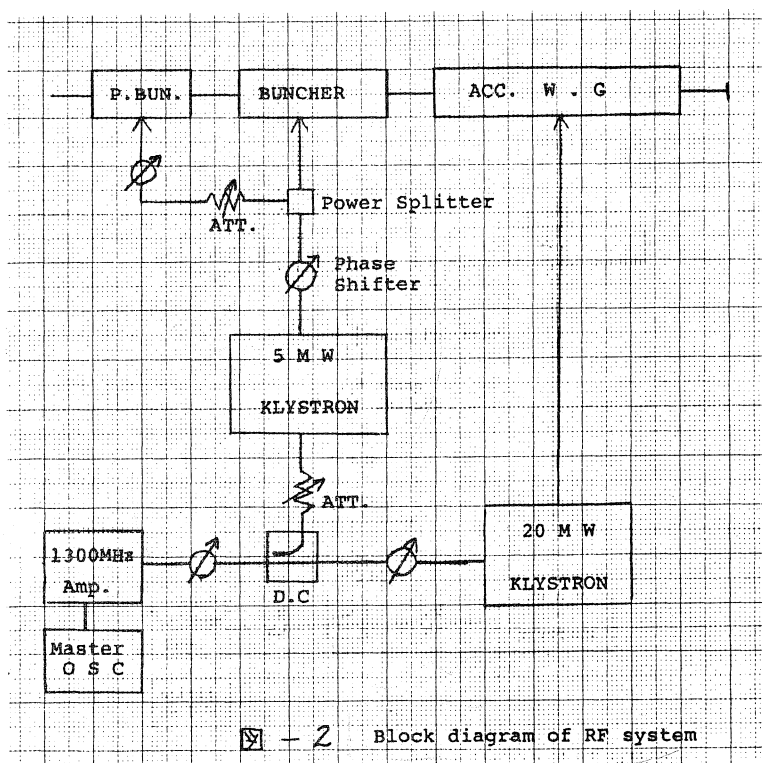 P.BUN.
BUNCHER
ACC. W . G
Power Splitter
ATT.
Phase
Shifter
5 M W
KLYSTRON
ATT.
1300MHz
Amp.
D.C
20 M W
KLYSTRON
Master
O S C
図 - 2 Block diagram of RF system